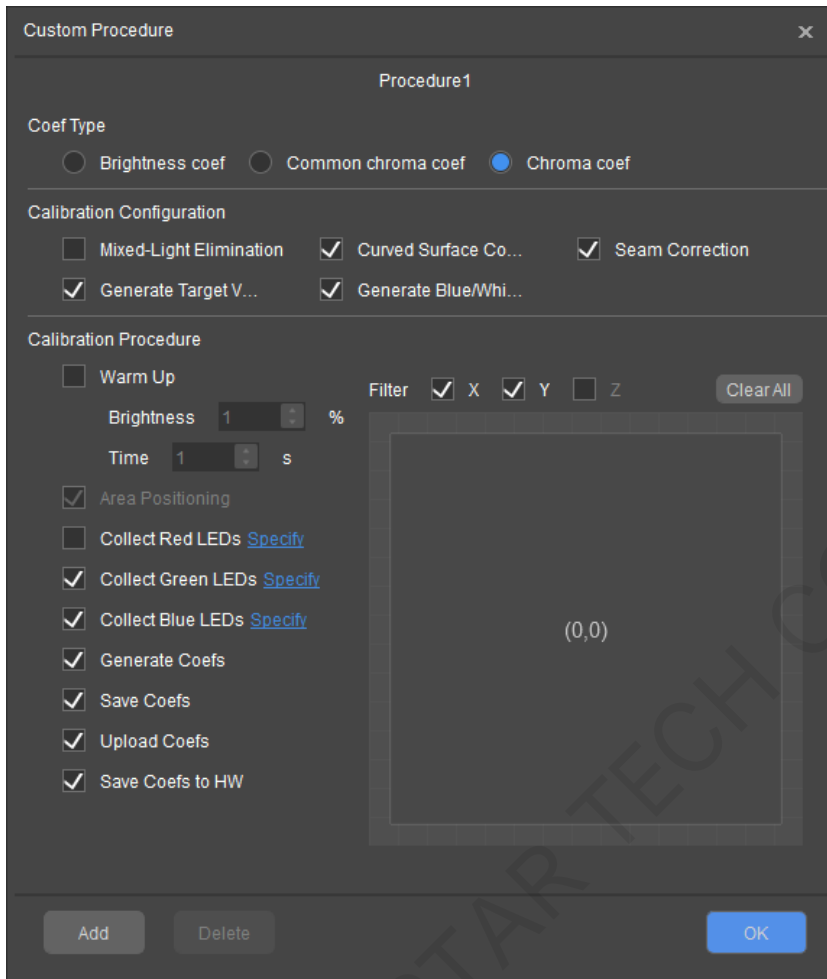 Custom Procedure
Procedure1
Coef Type
Brightness coef Common chroma coef Chroma coef
Calibration Configuration
Mixed-Light Elimination Curved Surface Co... Seam Correction
Generate Target V... Generate Blue/Whi...
Calibration Procedure
Warm Up
Filter X Y Z Clear All
Brightness 1 %
Time 1 s
Area Positioning
Collect Red LEDs Specify
Collect Green LEDs Specify
Collect Blue LEDs Specify
(0,0)
Generate Coefs
Save Coefs
Upload Coefs
Save Coefs to HW
Add Delete OK
TECH